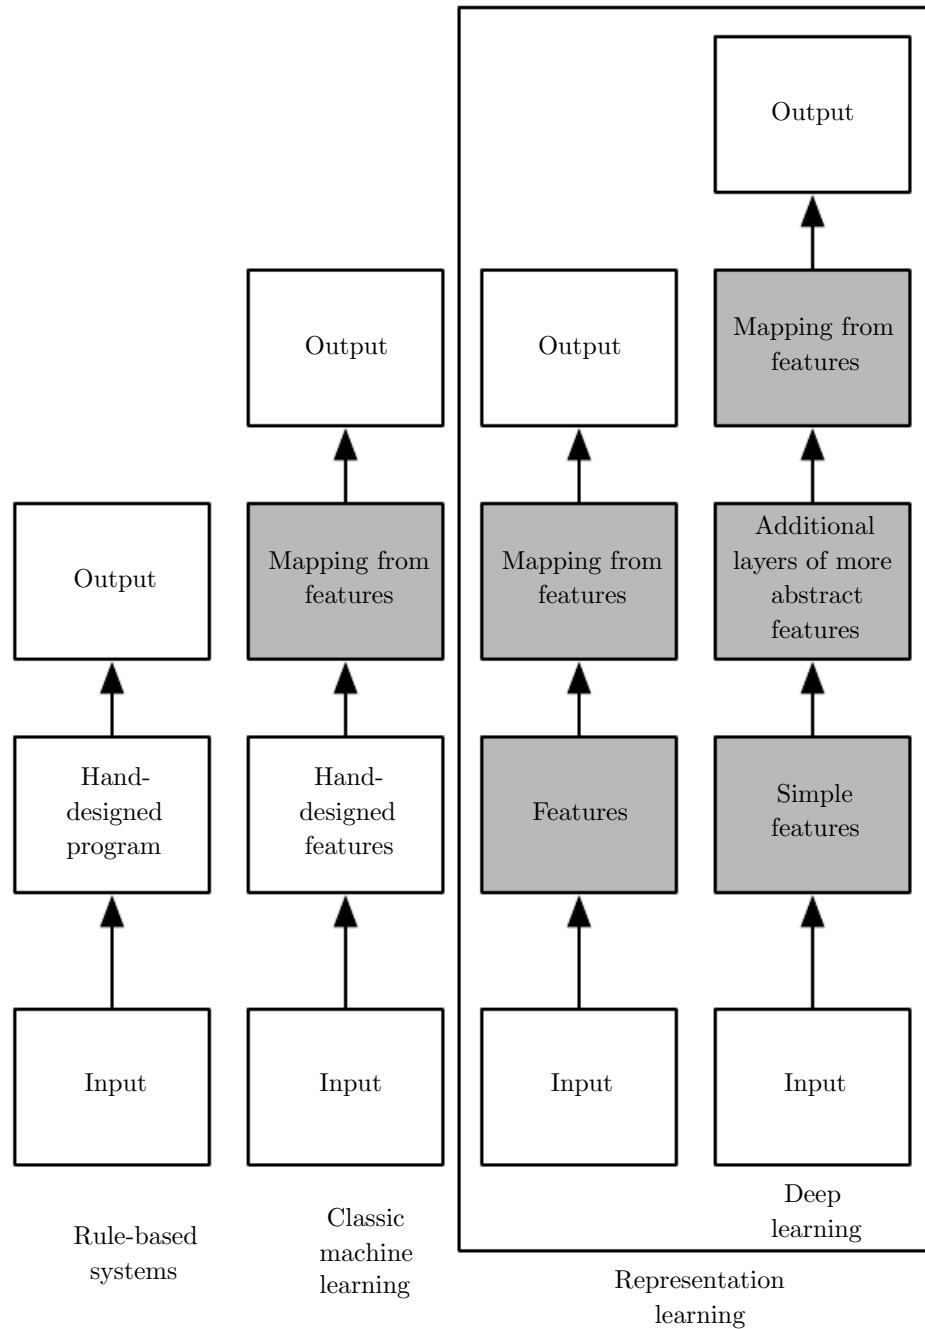 Output
Output
Output
Mapping from
features
Output
Mapping from
features
Mapping from
features
Additional
layers of more
abstract
features
Hand-
designed
program
Hand-
designed
features
Features
Simple
features
Input
Input
Input
Input
Rule-based
systems
Classic
machine
learning
Deep
learning
Representation
learning